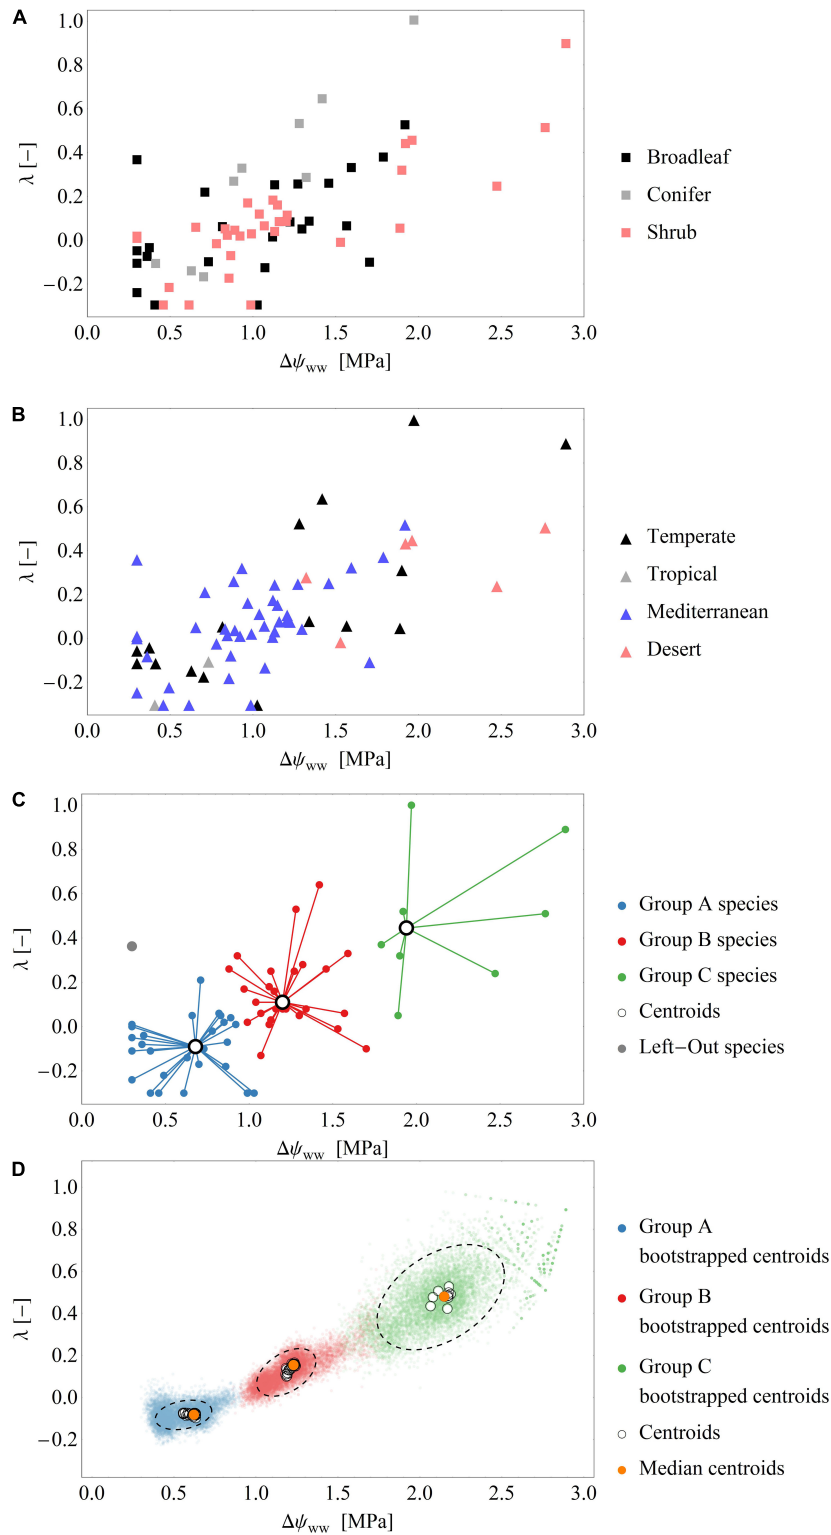 A
1.0
0.8
0.6
0.4
0.2
0.0
−0.2
λ [−]
0.0 0.5 1.0 1.5 2.0 2.5 3.0
Δψww [MPa]
Broadleaf
Conifer
Shrub
B
1.0
0.8
0.6
0.4
0.2
0.0
−0.2
λ [−]
0.0 0.5 1.0 1.5 2.0 2.5 3.0
Δψww [MPa]
Temperate
Tropical
Mediterranean
Desert
C
1.0
0.8
0.6
0.4
0.2
0.0
−0.2
λ [−]
0.0 0.5 1.0 1.5 2.0 2.5 3.0
Δψww [MPa]
Group A species
Group B species
Group C species
Centroids
Left−Out species
D
1.0
0.8
0.6
0.4
0.2
0.0
−0.2
λ [−]
0.0 0.5 1.0 1.5 2.0 2.5 3.0
Δψww [MPa]
Group A
bootstrapped centroids
Group B
bootstrapped centroids
Group C
bootstrapped centroids
Centroids
Median centroids